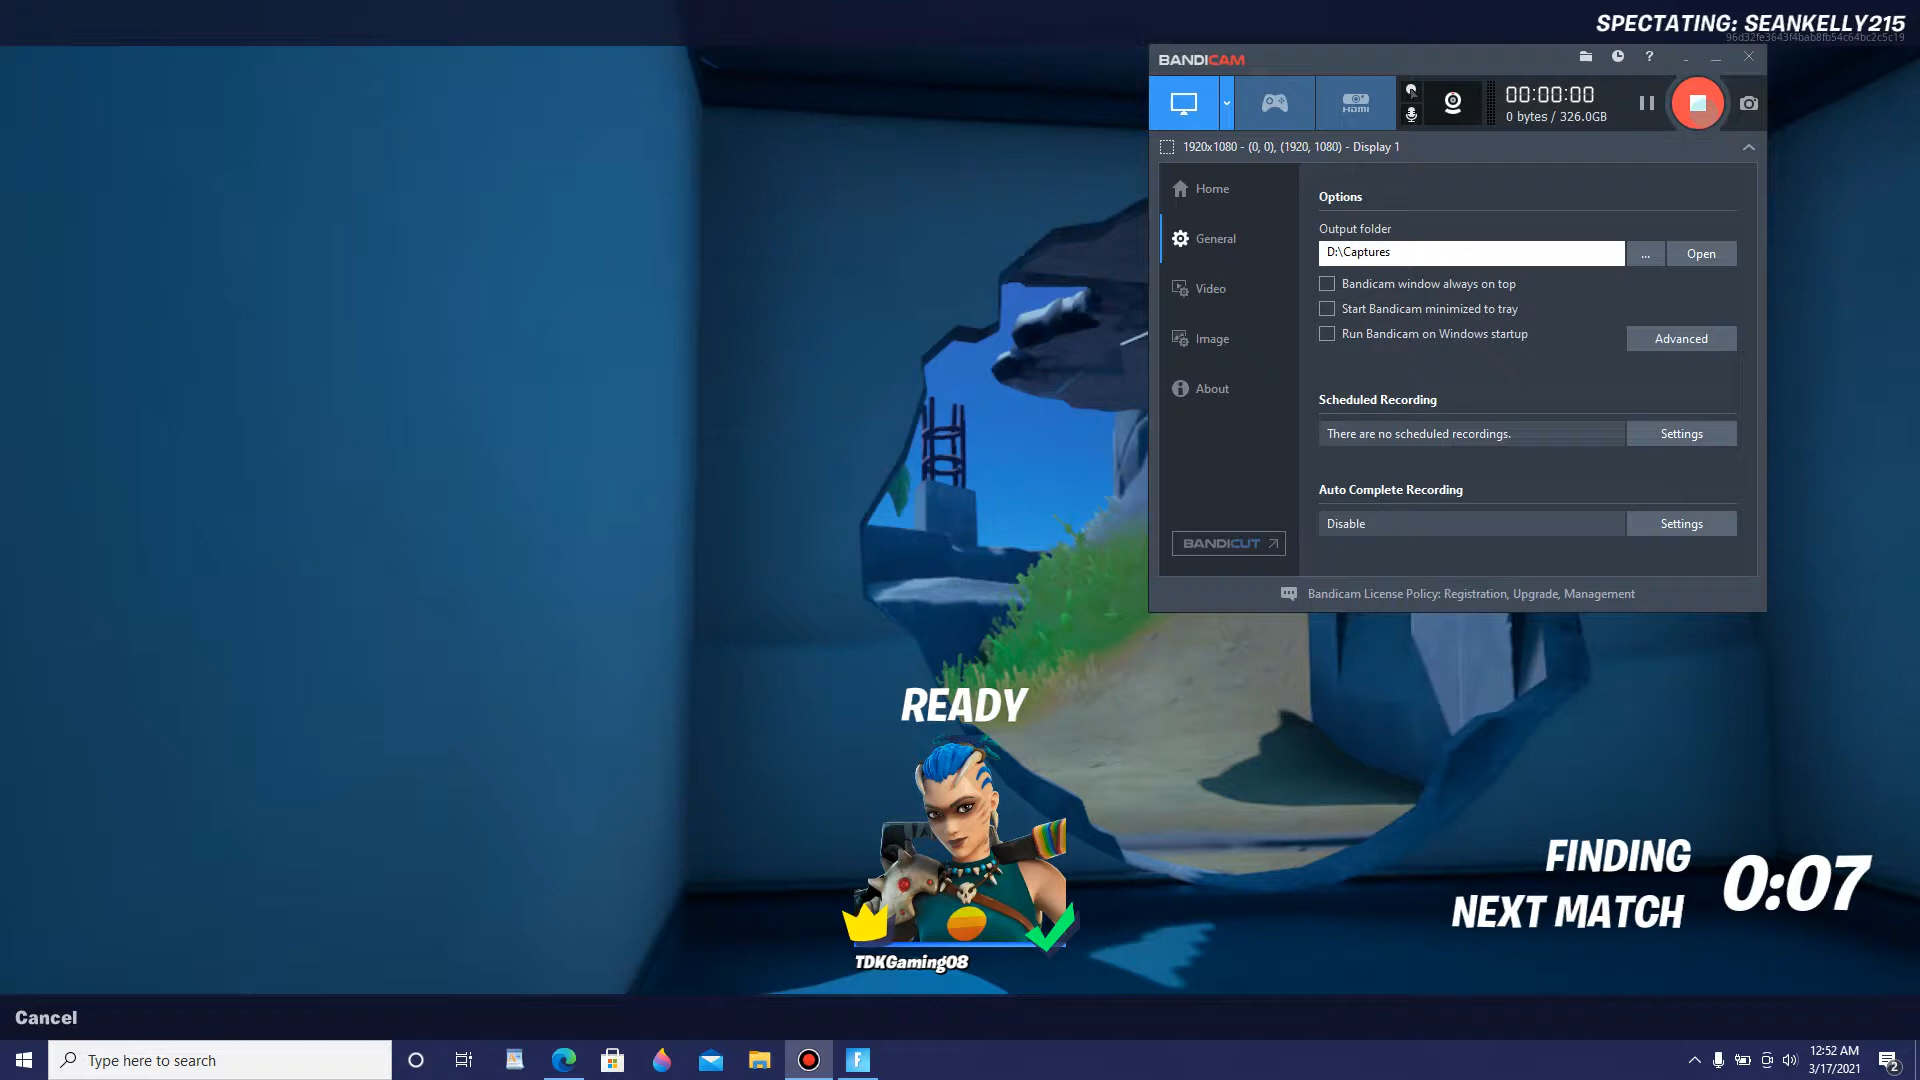 SPECTATING: SEANKELLY215
96d32fe3643f4bab8fb54c64bc2c5c19
BANDICAM
?
HDMI
00:00:00
0 bytes / 326.0GB
1920x1080 - (0, 0), (1920, 1080) - Display 1
Home
General
Video
Image
About
BANDICUT
Options
Output folder
D:\Captures
...
Open
Bandicam window always on top
Start Bandicam minimized to tray
Run Bandicam on Windows startup
Advanced
Scheduled Recording
There are no scheduled recordings.
Settings
Auto Complete Recording
Disable
Settings
Bandicam License Policy: Registration, Upgrade, Management
READY
TDKGaming08
FINDING
NEXT MATCH
0:07
Cancel
Type here to search
F
12:52 AM
3/17/2021
2